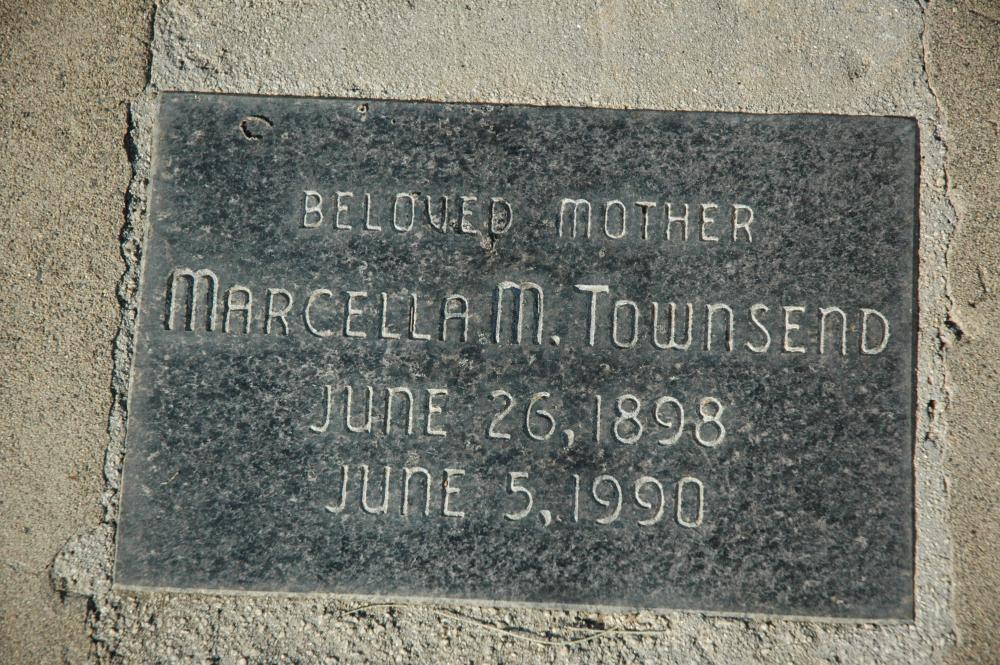 BELOVED MOTHER
MARCELLA M. TOWNSEND
JUNE 26, 1898
JUNE 5, 1990